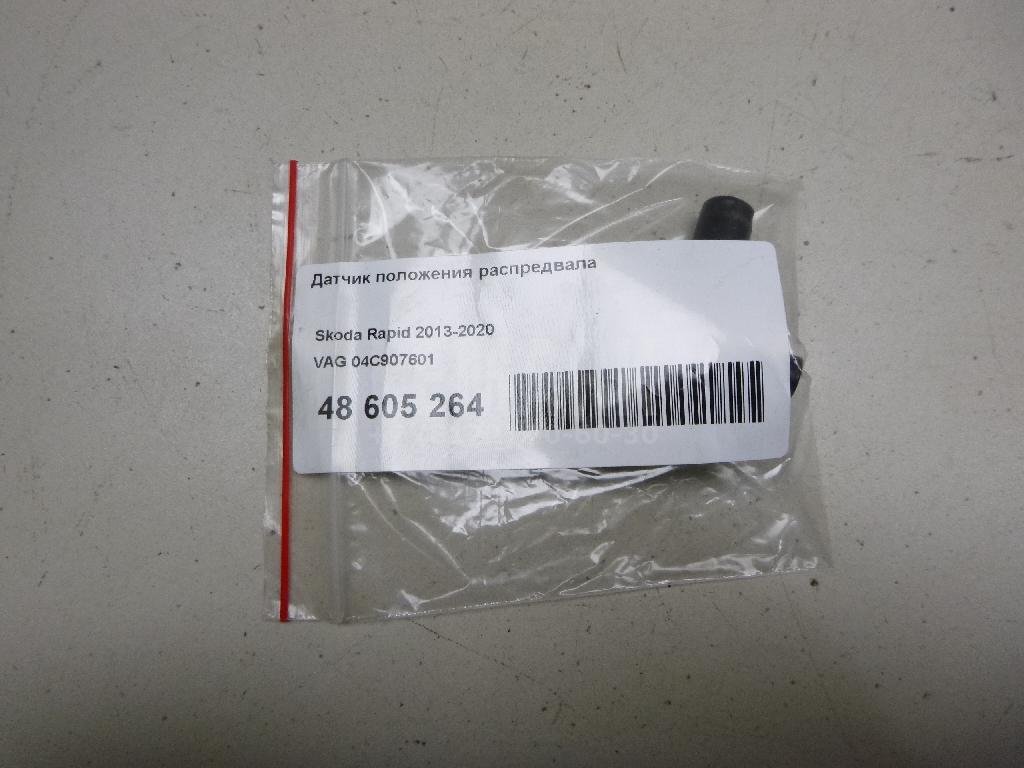 Датчик положения распредвала
Skoda Rapid 2013-2020
VAG 04C907601
48 605 264